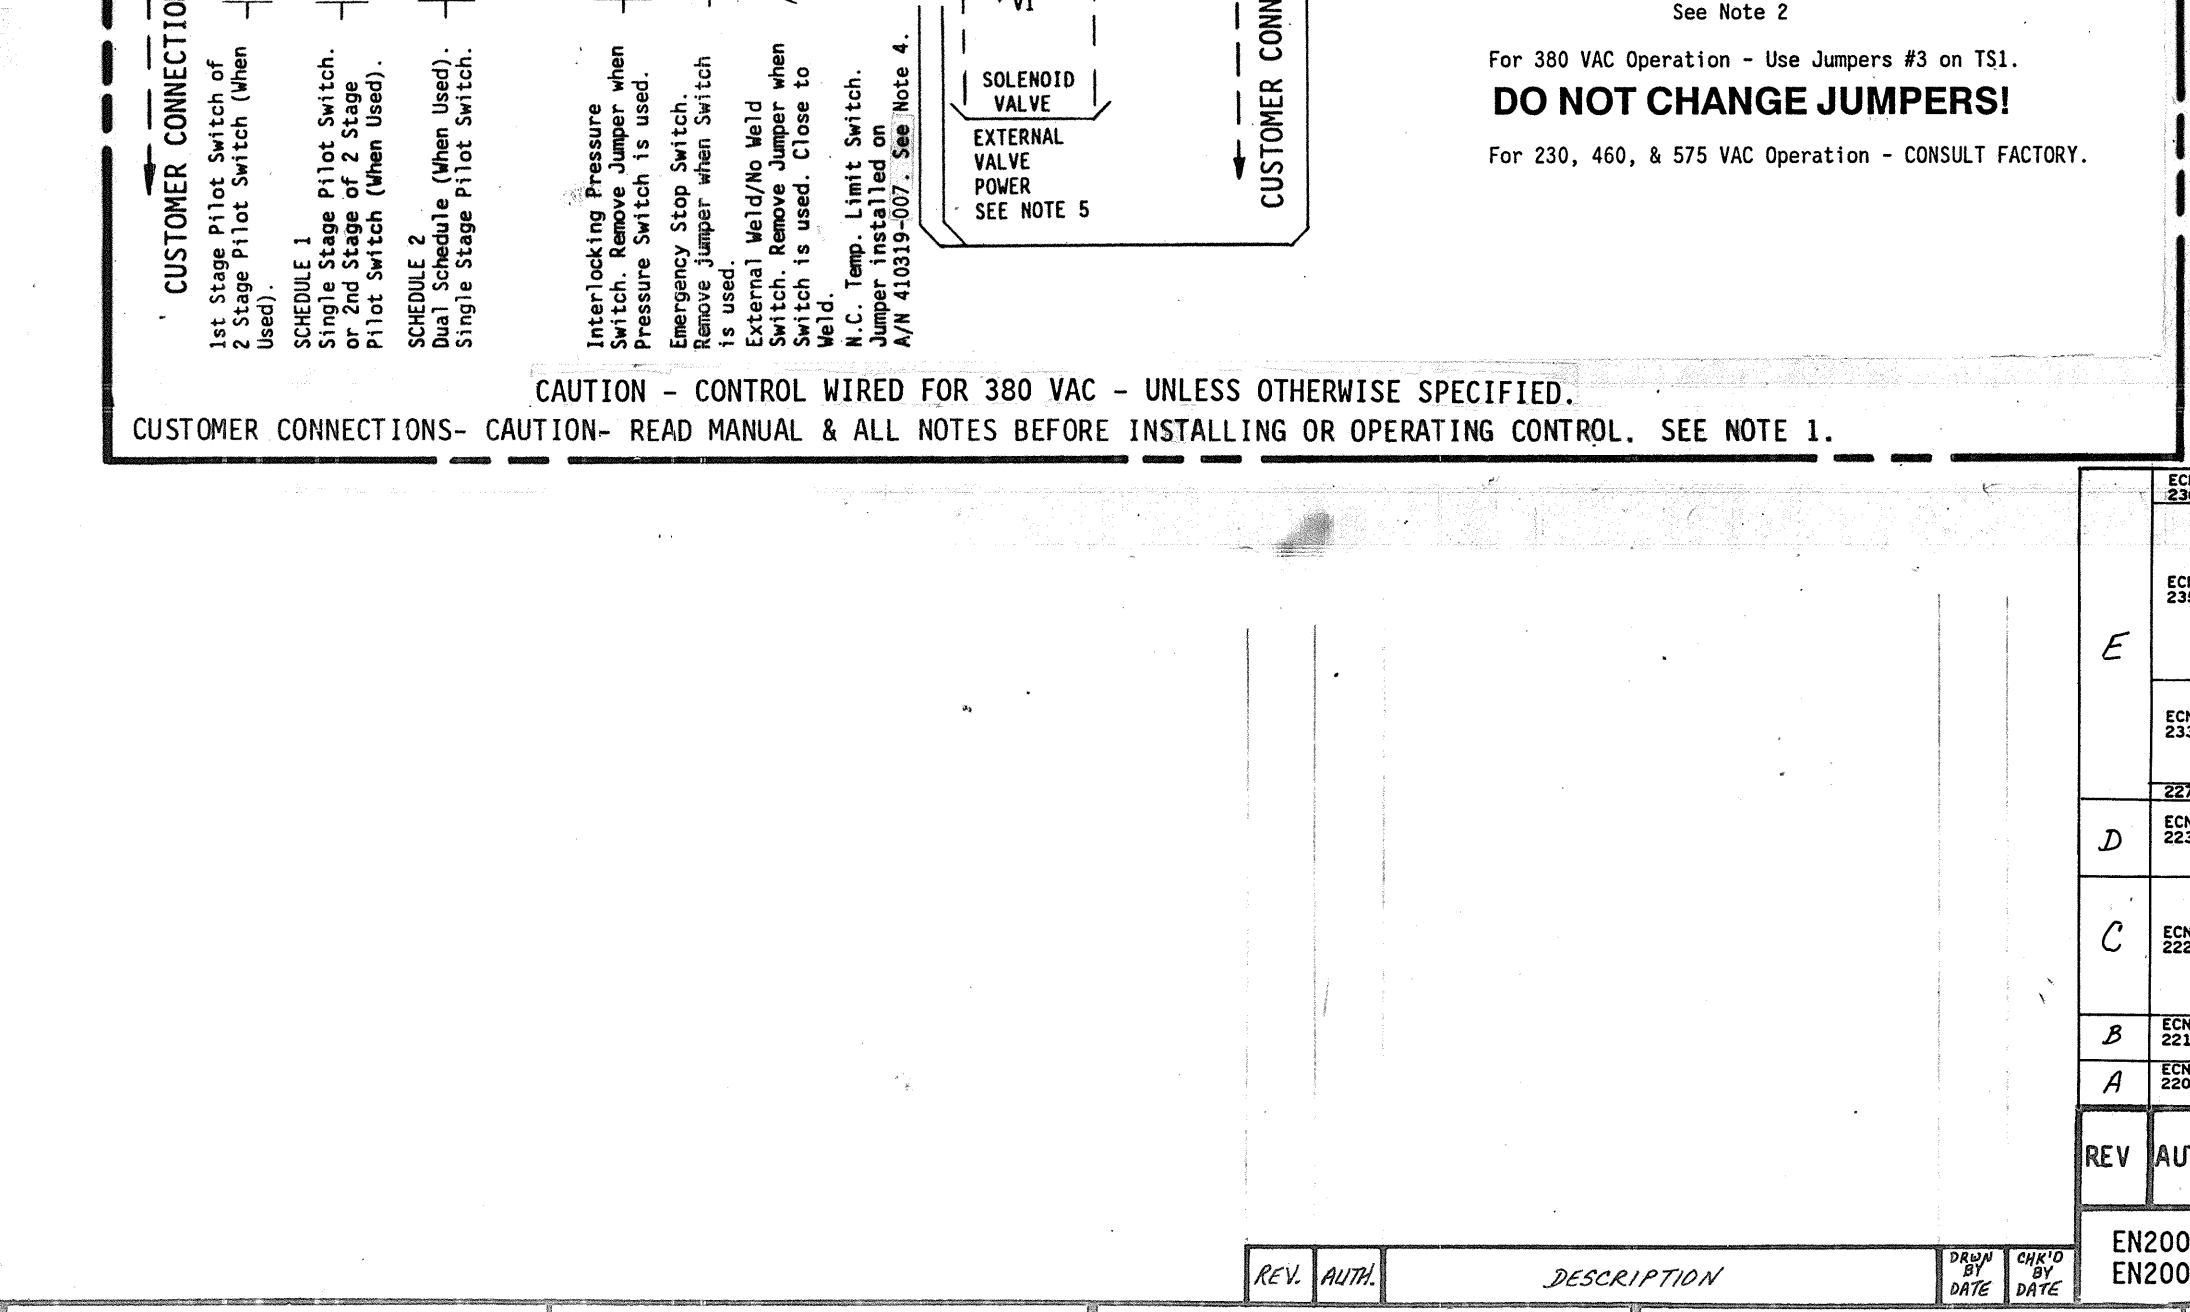 CUSTOMER
1st Stage Pilot Switch of
2 Stage Pilot Switch (When
Used).
SCHEDULE 1
Single Stage Pilot Switch.
or 2nd Stage of 2 Stage
Pilot Switch (When Used).
SCHEDULE 2
Dual Schedule (When Used).
Single Stage Pilot Switch.
Interlocking Pressure
Switch. Remove Jumper when
Pressure Switch is used.
Emergency Stop Switch.
Remove jumper when Switch
is used.
External Weld/No Weld
Switch. Remove Jumper when
Switch is used. Close to
Weld.
N.C. Temp. Limit Switch.
Jumper installed on
A/N 410319-007. See Note 4.
SOLENOID
VALVE
EXTERNAL
VALVE
POWER
SEE NOTE 5
CUSTOMER
See Note 2
For 380 VAC Operation - Use Jumpers #3 on TS1.
DO NOT CHANGE JUMPERS!
For 230, 460, & 575 VAC Operation - CONSULT FACTORY.
CAUTION - CONTROL WIRED FOR 380 VAC - UNLESS OTHERWISE SPECIFIED.
CUSTOMER CONNECTIONS- CAUTION- READ MANUAL & ALL NOTES BEFORE INSTALLING OR OPERATING CONTROL. SEE NOTE 1.
E
D
C
B
A
REV
REV. AUTH. DESCRIPTION DRWN BY DATE CHK'D BY DATE